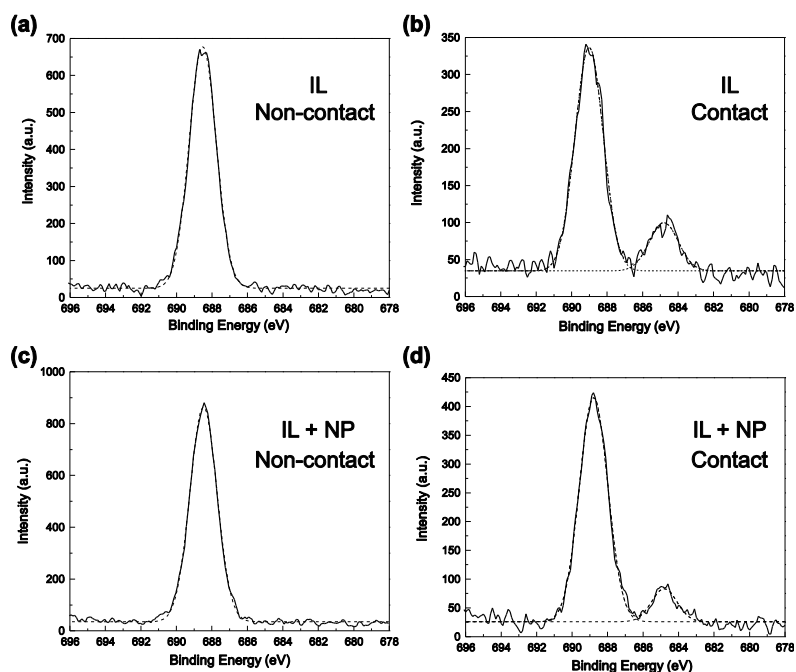 (a)
700
600
500
400
300
200
100
0
Intensity (a.u.)
IL
Non-contact
696 694 692 690 688 686 684 682 680 678
Binding Energy (eV)
(b)
350
300
250
200
150
100
50
0
Intensity (a.u.)
IL
Contact
696 694 692 690 688 686 684 682 680 678
Binding Energy (eV)
(c)
1000
800
600
400
200
0
Intensity (a.u.)
IL + NP
Non-contact
696 694 692 690 688 686 684 682 680 678
Binding Energy (eV)
(d)
450
400
350
300
250
200
150
100
50
0
Intensity (a.u.)
IL + NP
Contact
696 694 692 690 688 686 684 682 680 678
Binding Energy (eV)